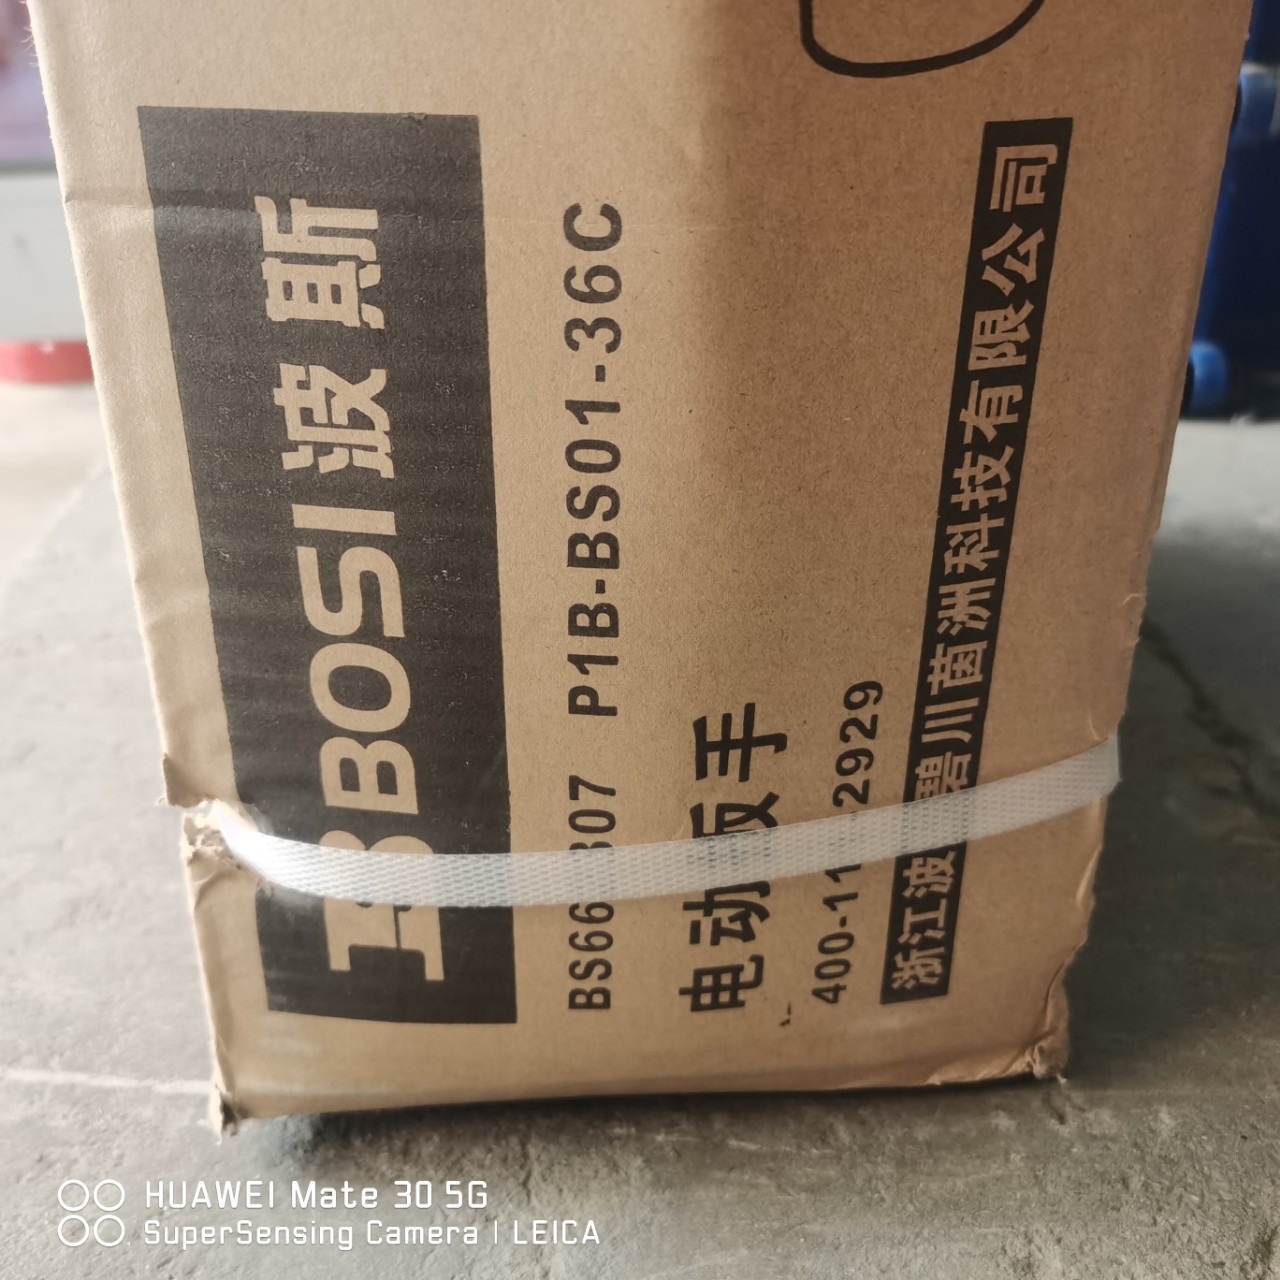 BOSI波斯
BS66 307 P1B-BS01-36C
电动扳手
400-11 2929
浙江波碧川菌洲科技有限公司
HUAWEI Mate 30 5G
SuperSensing Camera | LEICA